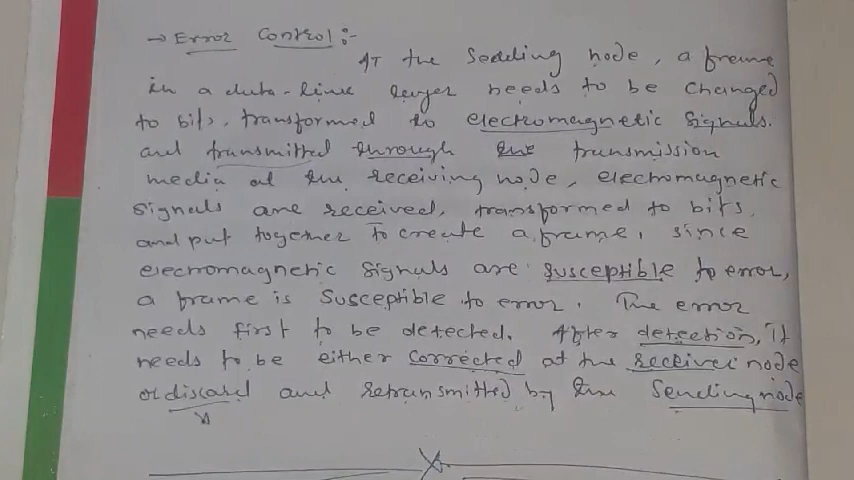 → Error Control :-
At the Sending node, a frame
in a data-link layer needs to be changed
to bits, transformed to electromagnetic signals.
and transmitted through the transmission
media at the receiving node, electromagnetic
signals are received, transformed to bits,
and put together to create a frame, since
elecromagnetic signals are susceptible to error,
a frame is susceptible to error. The error
needs first to be detected. After detection, it
needs to be either corrected at the receiver node
or discard and retransmitted by the Sending node